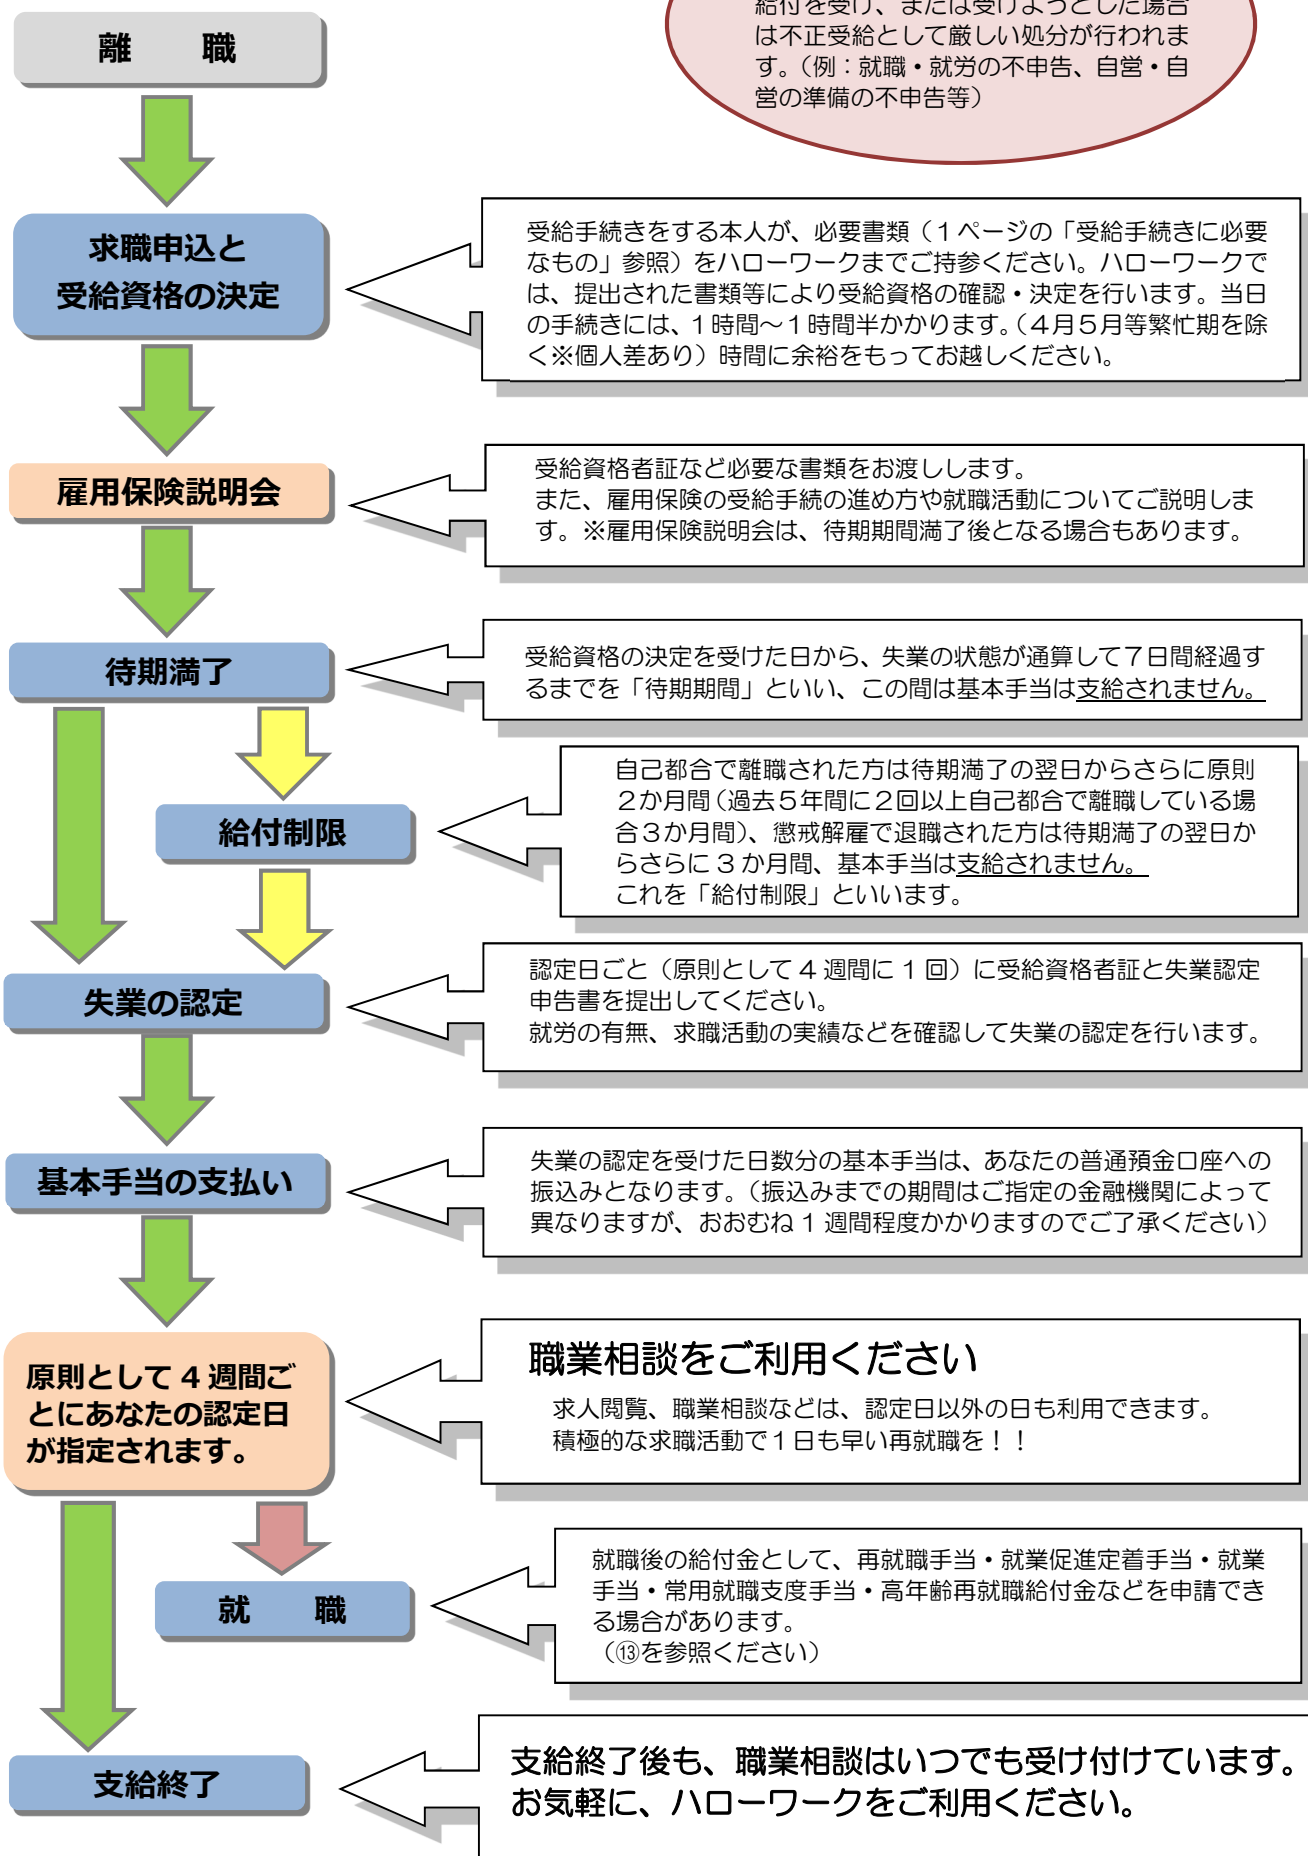 給付を受け、または受けようとした場合
は不正受給として厳しい処分が行われま
す。（例：就職・就労の不申告、自営・自
営の準備の不申告等）
離　　職
求職申込と
受給資格の決定
受給手続きをする本人が、必要書類（１ページの「受給手続きに必要
なもの」参照）をハローワークまでご持参ください。ハローワークで
は、提出された書類等により受給資格の確認・決定を行います。当日
の手続きには、１時間～１時間半かかります。（４月５月等繁忙期を除
く※個人差あり）時間に余裕をもってお越しください。
雇用保険説明会
受給資格者証など必要な書類をお渡しします。
また、雇用保険の受給手続の進め方や就職活動についてご説明しま
す。※雇用保険説明会は、待期期間満了後となる場合もあります。
待期満了
受給資格の決定を受けた日から、失業の状態が通算して７日間経過す
るまでを「待期期間」といい、この間は基本手当は支給されません。
給付制限
自己都合で離職された方は待期満了の翌日からさらに原則
２か月間（過去５年間に２回以上自己都合で離職している場
合３か月間）、懲戒解雇で退職された方は待期満了の翌日か
らさらに３か月間、基本手当は支給されません。
これを「給付制限」といいます。
失業の認定
認定日ごと（原則として４週間に１回）に受給資格者証と失業認定
申告書を提出してください。
就労の有無、求職活動の実績などを確認して失業の認定を行います。
基本手当の支払い
失業の認定を受けた日数分の基本手当は、あなたの普通預金口座への
振込みとなります。（振込みまでの期間はご指定の金融機関によって
異なりますが、おおむね１週間程度かかりますのでご了承ください）
原則として４週間ご
とにあなたの認定日
が指定されます。
職業相談をご利用ください
求人閲覧、職業相談などは、認定日以外の日も利用できます。
積極的な求職活動で１日も早い再就職を！！
就　　職
就職後の給付金として、再就職手当・就業促進定着手当・就業
手当・常用就職支度手当・高年齢再就職給付金などを申請でき
る場合があります。
（⑬を参照ください）
支給終了
支給終了後も、職業相談はいつでも受け付けています。
お気軽に、ハローワークをご利用ください。